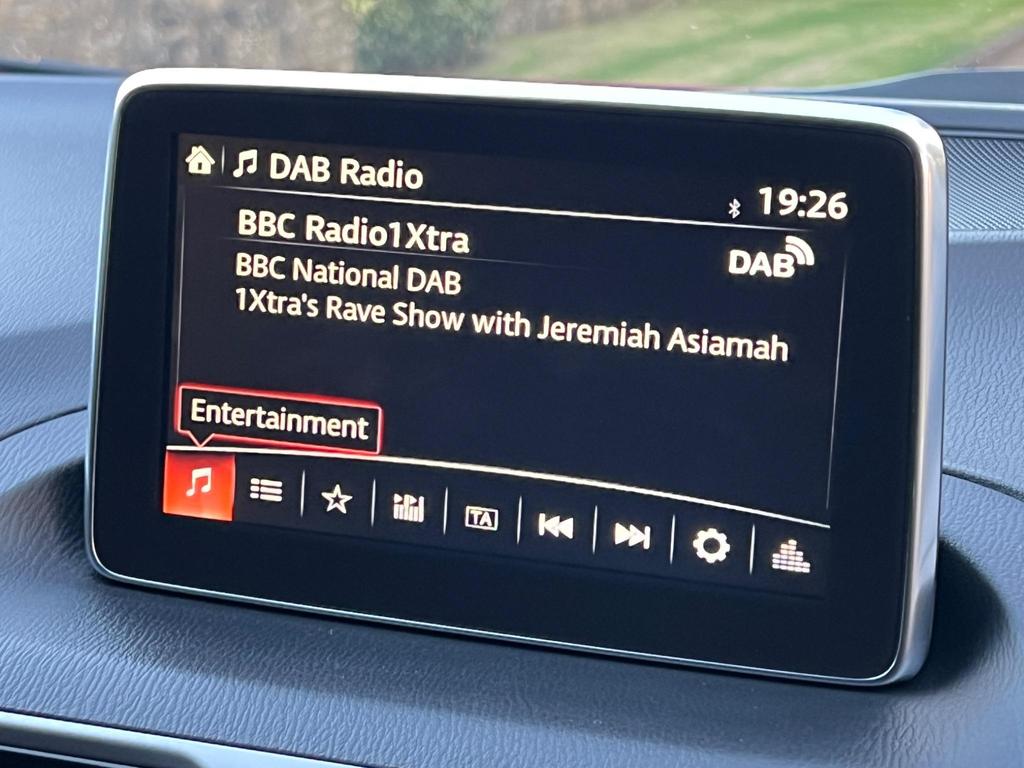 DAB Radio
19:26
BBC Radio1Xtra
DAB
BBC National DAB
1Xtra's Rave Show with Jeremiah Asiamah
Entertainment
TA